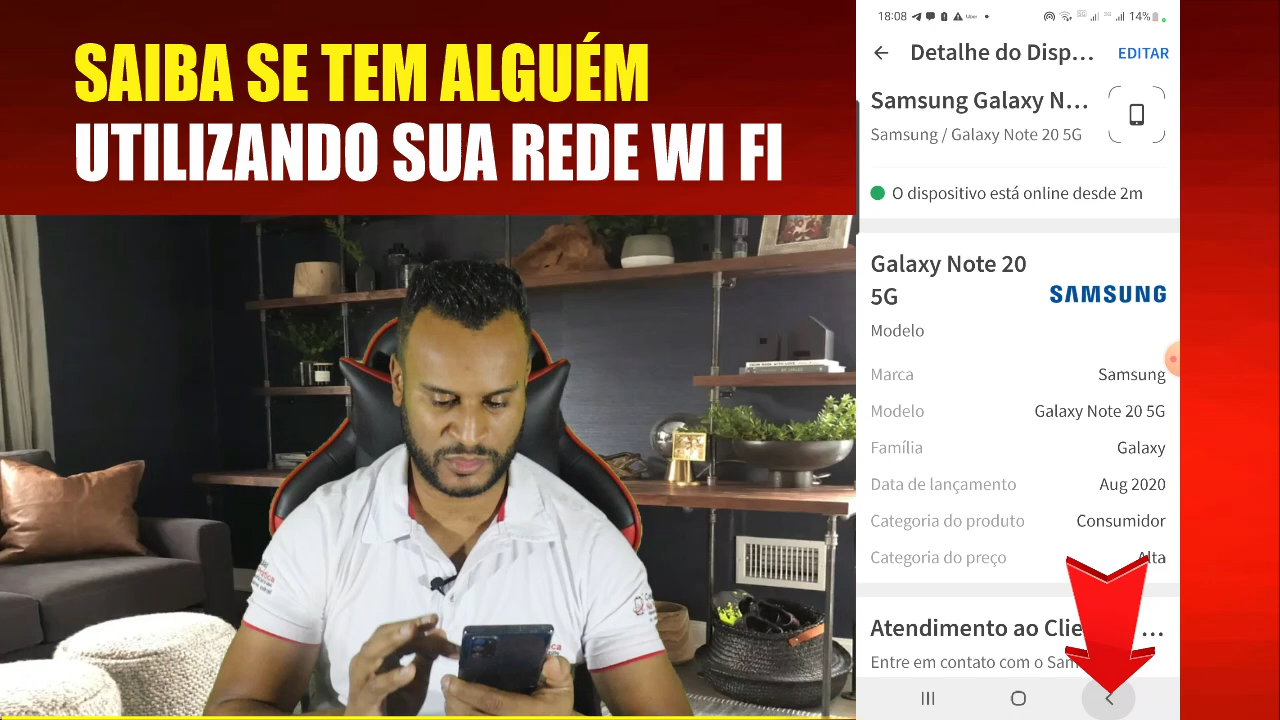 SAIBA SE TEM ALGUÉM
UTILIZANDO SUA REDE WI FI
18:08
14%
Detalhe do Disp...
EDITAR
Samsung Galaxy N...
Samsung / Galaxy Note 20 5G
O dispositivo está online desde 2m
Galaxy Note 20
5G
SAMSUNG
Modelo
Marca Samsung
Modelo Galaxy Note 20 5G
Família Galaxy
Data de lançamento Aug 2020
Categoria do produto Consumidor
Categoria do preço Alta
Atendimento ao Clie ...
Entre em contato com o Sam